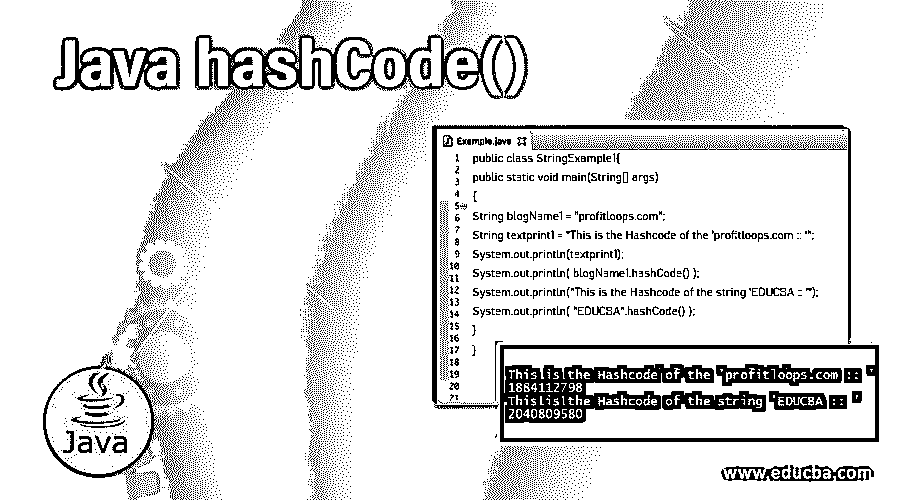 Java hashCode()
Example.java
1 public class StringExample1{
2
3 public static void main(String[] args)
4 {
5
6 String blogName1 = "profitloops.com";
7
8 String textprint1 = "This is the Hashcode of the 'profitloops.com :: '";
9
10 System.out.println(textprint1);
11 System.out.println( blogName1.hashCode() );
12 System.out.println("This is the Hashcode of the string 'EDUCBA :: '");
13
14 System.out.println( "EDUCBA".hashCode() );
15 }
16
17 }
18
19
20
21
This is the Hashcode of the 'profitloops.com :: '
1884112798
This is the Hashcode of the string 'EDUCBA :: '
2040809580
Java
www.educba.com